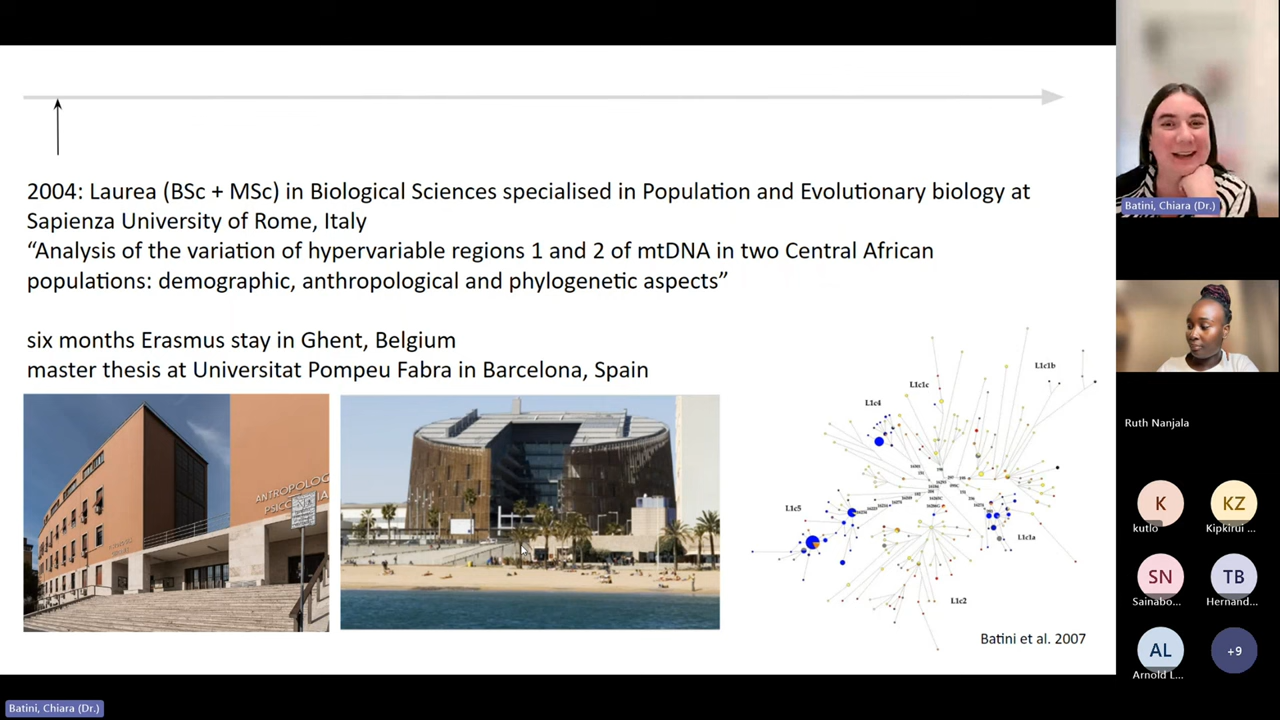 2004: Laurea (BSc + MSc) in Biological Sciences specialised in Population and Evolutionary biology at
Sapienza University of Rome, Italy
“Analysis of the variation of hypervariable regions 1 and 2 of mtDNA in two Central African
populations: demographic, anthropological and phylogenetic aspects”
six months Erasmus stay in Ghent, Belgium
master thesis at Universitat Pompeu Fabra in Barcelona, Spain
ANTROPOLOG
L1c1b
L1c1c
L1c4
L1c5
L1c1a
L1c2
Batini et al. 2007
Batini, Chiara (Dr.)
Ruth Nanjala
K
kutlo
KZ
Kipkirui ...
SN
Sainabo...
TB
Hernand...
AL
Arnold L...
+9
Batini, Chiara (Dr.)